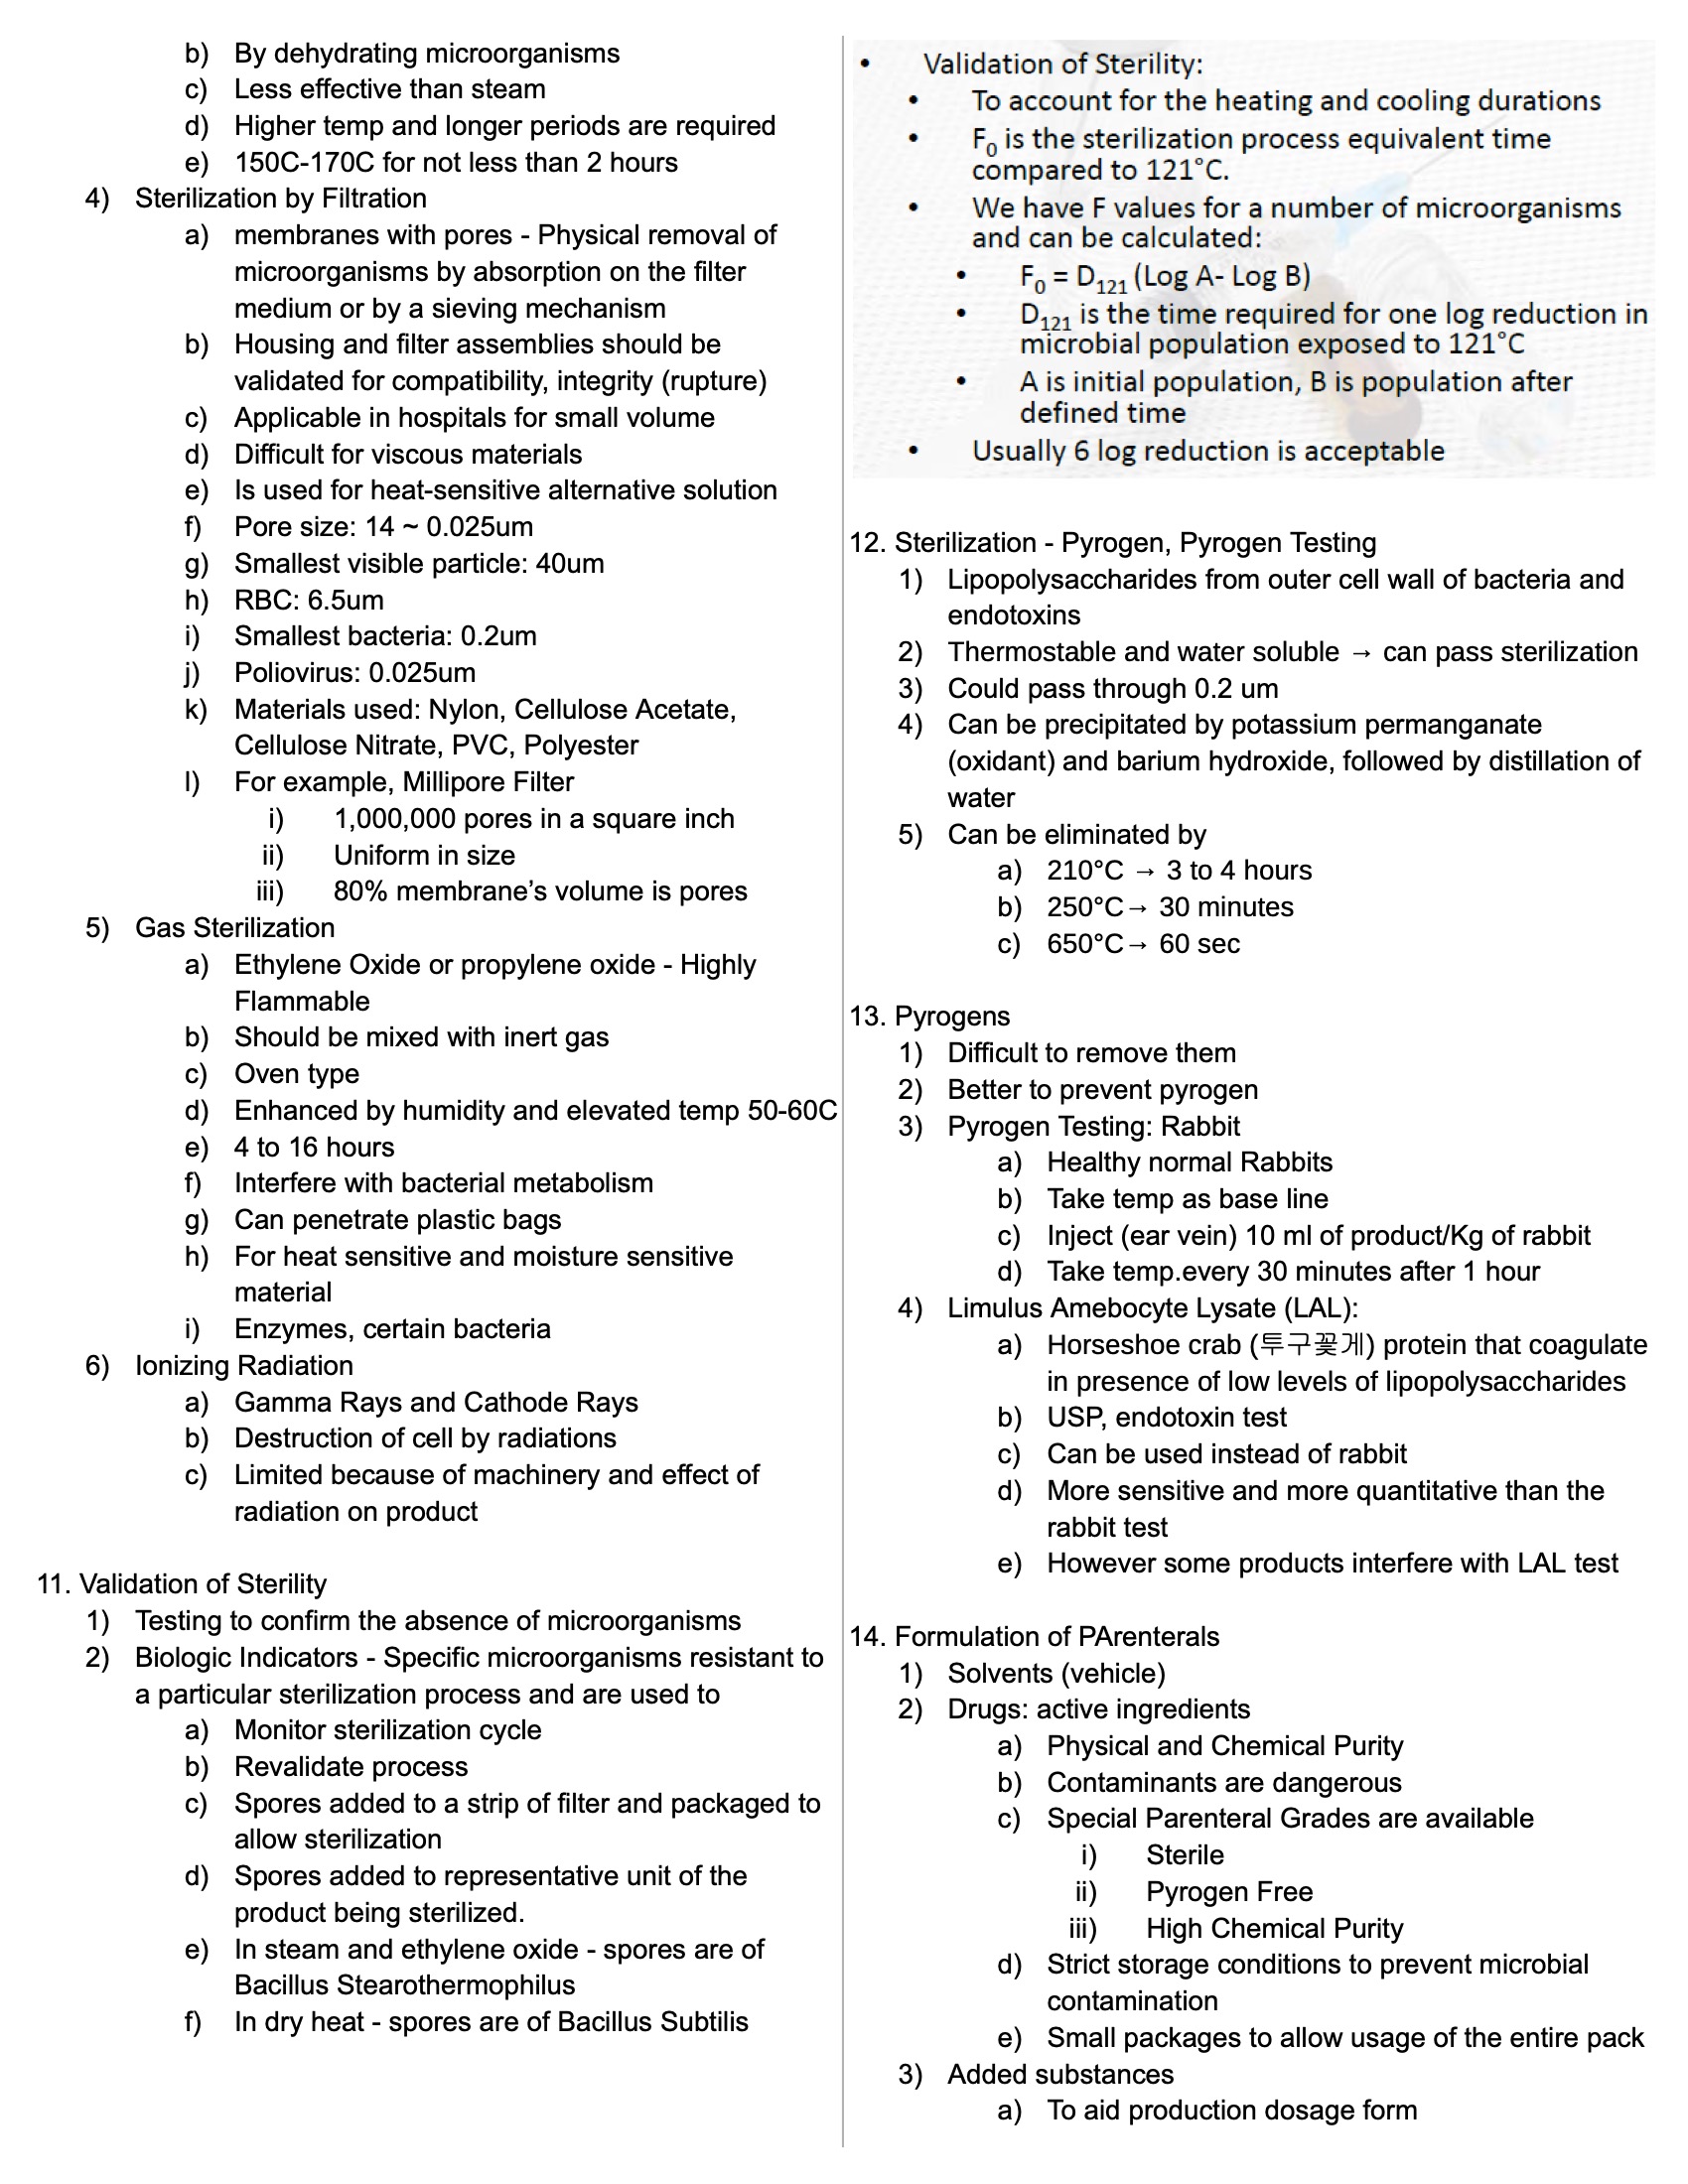 b) By dehydrating microorganisms
c) Less effective than steam
d) Higher temp and longer periods are required
e) 150C-170C for not less than 2 hours
4) Sterilization by Filtration
a) membranes with pores - Physical removal of
microorganisms by absorption on the filter
medium or by a sieving mechanism
b) Housing and filter assemblies should be
validated for compatibility, integrity (rupture)
c) Applicable in hospitals for small volume
d) Difficult for viscous materials
e) Is used for heat-sensitive alternative solution
f) Pore size: 14 ~ 0.025um
g) Smallest visible particle: 40um
h) RBC: 6.5um
i) Smallest bacteria: 0.2um
j) Poliovirus: 0.025um
k) Materials used: Nylon, Cellulose Acetate,
Cellulose Nitrate, PVC, Polyester
l) For example, Millipore Filter
i) 1,000,000 pores in a square inch
ii) Uniform in size
iii) 80% membrane’s volume is pores
5) Gas Sterilization
a) Ethylene Oxide or propylene oxide - Highly
Flammable
b) Should be mixed with inert gas
c) Oven type
d) Enhanced by humidity and elevated temp 50-60C
e) 4 to 16 hours
f) Interfere with bacterial metabolism
g) Can penetrate plastic bags
h) For heat sensitive and moisture sensitive
material
i) Enzymes, certain bacteria
6) Ionizing Radiation
a) Gamma Rays and Cathode Rays
b) Destruction of cell by radiations
c) Limited because of machinery and effect of
radiation on product
11. Validation of Sterility
1) Testing to confirm the absence of microorganisms
2) Biologic Indicators - Specific microorganisms resistant to
a particular sterilization process and are used to
a) Monitor sterilization cycle
b) Revalidate process
c) Spores added to a strip of filter and packaged to
allow sterilization
d) Spores added to representative unit of the
product being sterilized.
e) In steam and ethylene oxide - spores are of
Bacillus Stearothermophilus
f) In dry heat - spores are of Bacillus Subtilis
• Validation of Sterility:
• To account for the heating and cooling durations
• F₀ is the sterilization process equivalent time
compared to 121°C.
• We have F values for a number of microorganisms
and can be calculated:
• F₀ = D₁₂₁ (Log A- Log B)
• D₁₂₁ is the time required for one log reduction in
microbial population exposed to 121°C
• A is initial population, B is population after
defined time
• Usually 6 log reduction is acceptable
12. Sterilization - Pyrogen, Pyrogen Testing
1) Lipopolysaccharides from outer cell wall of bacteria and
endotoxins
2) Thermostable and water soluble → can pass sterilization
3) Could pass through 0.2 um
4) Can be precipitated by potassium permanganate
(oxidant) and barium hydroxide, followed by distillation of
water
5) Can be eliminated by
a) 210°C → 3 to 4 hours
b) 250°C→ 30 minutes
c) 650°C→ 60 sec
13. Pyrogens
1) Difficult to remove them
2) Better to prevent pyrogen
3) Pyrogen Testing: Rabbit
a) Healthy normal Rabbits
b) Take temp as base line
c) Inject (ear vein) 10 ml of product/Kg of rabbit
d) Take temp.every 30 minutes after 1 hour
4) Limulus Amebocyte Lysate (LAL):
a) Horseshoe crab (투구꽃게) protein that coagulate
in presence of low levels of lipopolysaccharides
b) USP, endotoxin test
c) Can be used instead of rabbit
d) More sensitive and more quantitative than the
rabbit test
e) However some products interfere with LAL test
14. Formulation of PArenterals
1) Solvents (vehicle)
2) Drugs: active ingredients
a) Physical and Chemical Purity
b) Contaminants are dangerous
c) Special Parenteral Grades are available
i) Sterile
ii) Pyrogen Free
iii) High Chemical Purity
d) Strict storage conditions to prevent microbial
contamination
e) Small packages to allow usage of the entire pack
3) Added substances
a) To aid production dosage form